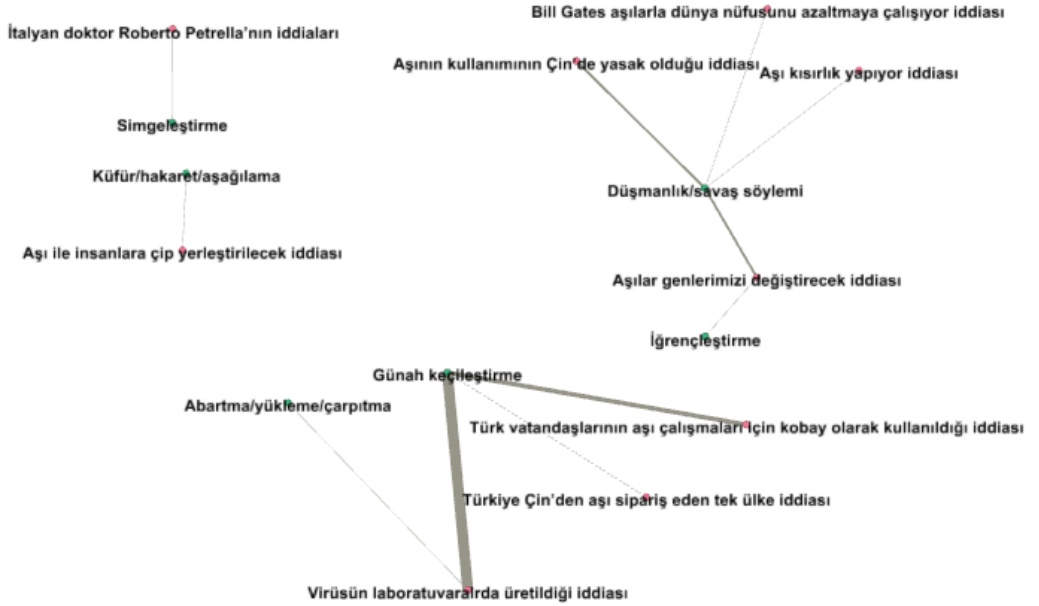 Bill Gates aşılarla dünya nüfusunu azaltmaya çalışıyor iddiası
İtalyan doktor Roberto Petrella'nın iddiaları
Aşının kullanımının Çin'de yasak olduğu iddiası
Aşı kısırlık yapıyor iddiası
Simgeleştirme
Küfür/hakaret/aşağılama
Düşmanlık/savaş söylemi
Aşı ile insanlara çip yerleştirilecek iddiası
Aşılar genlerimizi değiştirecek iddiası
İğrençleştirme
Günah keçileştirme
Abartma/yükleme/çarpıtma
Türk vatandaşlarının aşı çalışmaları için kobay olarak kullanıldığı iddiası
Türkiye Çin'den aşı sipariş eden tek ülke iddiası
Virüsün laboratuvaraIrda üretildiği iddiası